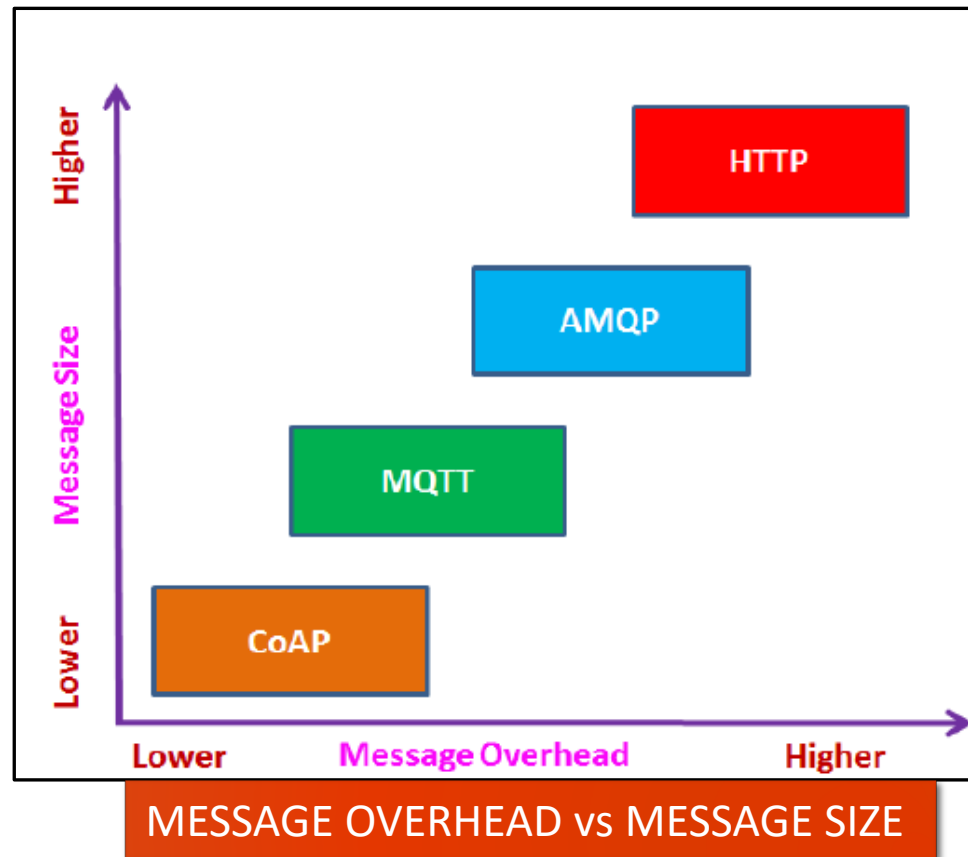 Higher
HTTP
AMQP
Message Size
MQTT
CoAP
Lower
Lower Message Overhead Higher
MESSAGE OVERHEAD vs MESSAGE SIZE